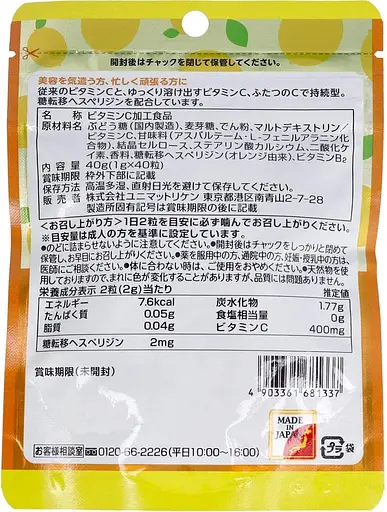 開封後はチャックを閉じて保管してください。
美容を気遣う方、忙しく頑張る方に
従来のビタミンCと、ゆっくり溶け出すビタミンC、ふたつのCで持続型。
糖転移ヘスペリジンを配合しています。
名称 ビタミンC加工食品
原材料名 ぶどう糖(国内製造)、麦芽糖、でん粉、マルトデキストリン/
ビタミンC、甘味料(アスパルテーム・L-フェニルアラニン化
合物)、結晶セルロース、ステアリン酸カルシウム、二酸化ケ
イ素、香料、糖転移ヘスペリジン(オレンジ由来)、ビタミンB2
内容量 40g(1g×40粒)
賞味期限 枠外下部に記載
保存方法 高温多湿、直射日光を避けて保存してください。
販売者 株式会社ユニマットリケン 東京都港区南青山2-7-28
製造所固有記号は賞味期限の後に記載
<お召し上がり方>1日2粒を目安に必ず噛んでお召し上がりください。
※目安量は成人の方を基準に設定しています。
●のどに詰まらせないように注意してください。●開封後はチャックをしっかりと閉めて
保管し、お早目にお召し上がりください。●薬を服用中の方、通院中の方、妊娠・授乳中の方は、
医師にご相談ください。●体に合わない時は、ご使用をおやめください。●天然物を使
用しておりますので、まれに色が変化することがありますが、品質には問題ありません。
栄養成分表示 2粒(2g)当たり 推定値
エネルギー 7.6kcal 炭水化物 1.77g
たんぱく質 0.05g 食塩相当量 0g
脂質 0.04g ビタミンC 400mg
糖転移ヘスペリジン 2mg
賞味期限(未開封)
4 903361 681337
MADE IN JAPAN
お客様相談室 0120-66-2226(平日10:00~16:00)
プラ 袋